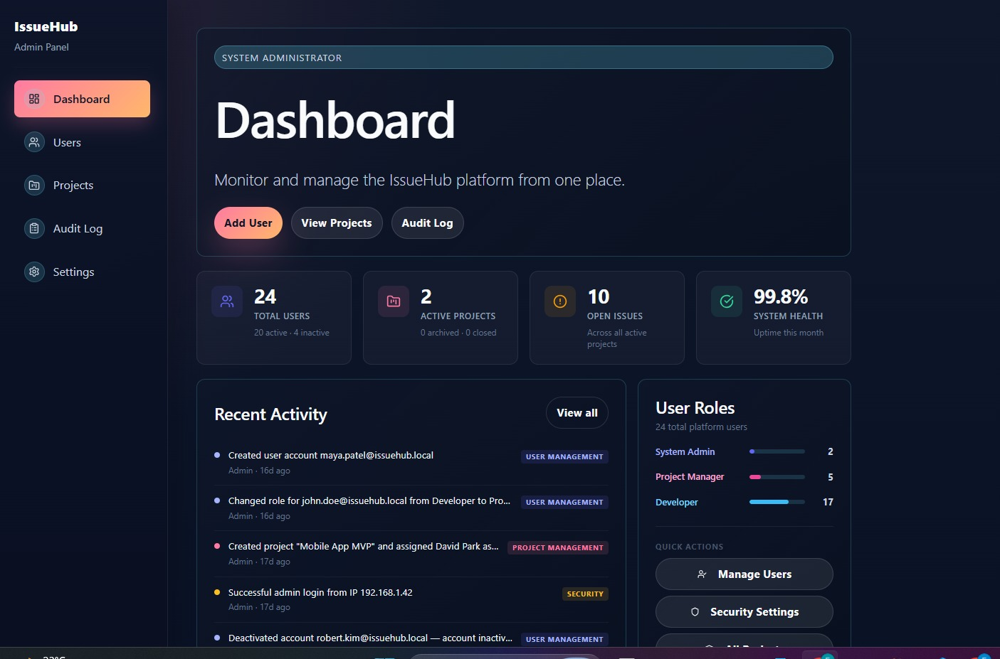 IssueHub
Admin Panel
Dashboard
Users
Projects
Audit Log
Settings
SYSTEM ADMINISTRATOR
Dashboard
Monitor and manage the IssueHub platform from one place.
Add User
View Projects
Audit Log
24
TOTAL USERS
20 active · 4 inactive
2
ACTIVE PROJECTS
0 archived · 0 closed
10
OPEN ISSUES
Across all active
projects
99.8%
SYSTEM HEALTH
Uptime this month
Recent Activity
View all
Created user account maya.patel@issuehub.local
USER MANAGEMENT
Admin · 16d ago
Changed role for john.doe@issuehub.local from Developer to Pro...
USER MANAGEMENT
Admin · 16d ago
Created project "Mobile App MVP" and assigned David Park as...
PROJECT MANAGEMENT
Admin · 17d ago
Successful admin login from IP 192.168.1.42
SECURITY
Admin · 17d ago
Deactivated account robert.kim@issuehub.local — account inactiv...
USER MANAGEMENT
User Roles
24 total platform users
System Admin 2
Project Manager 5
Developer 17
QUICK ACTIONS
Manage Users
Security Settings